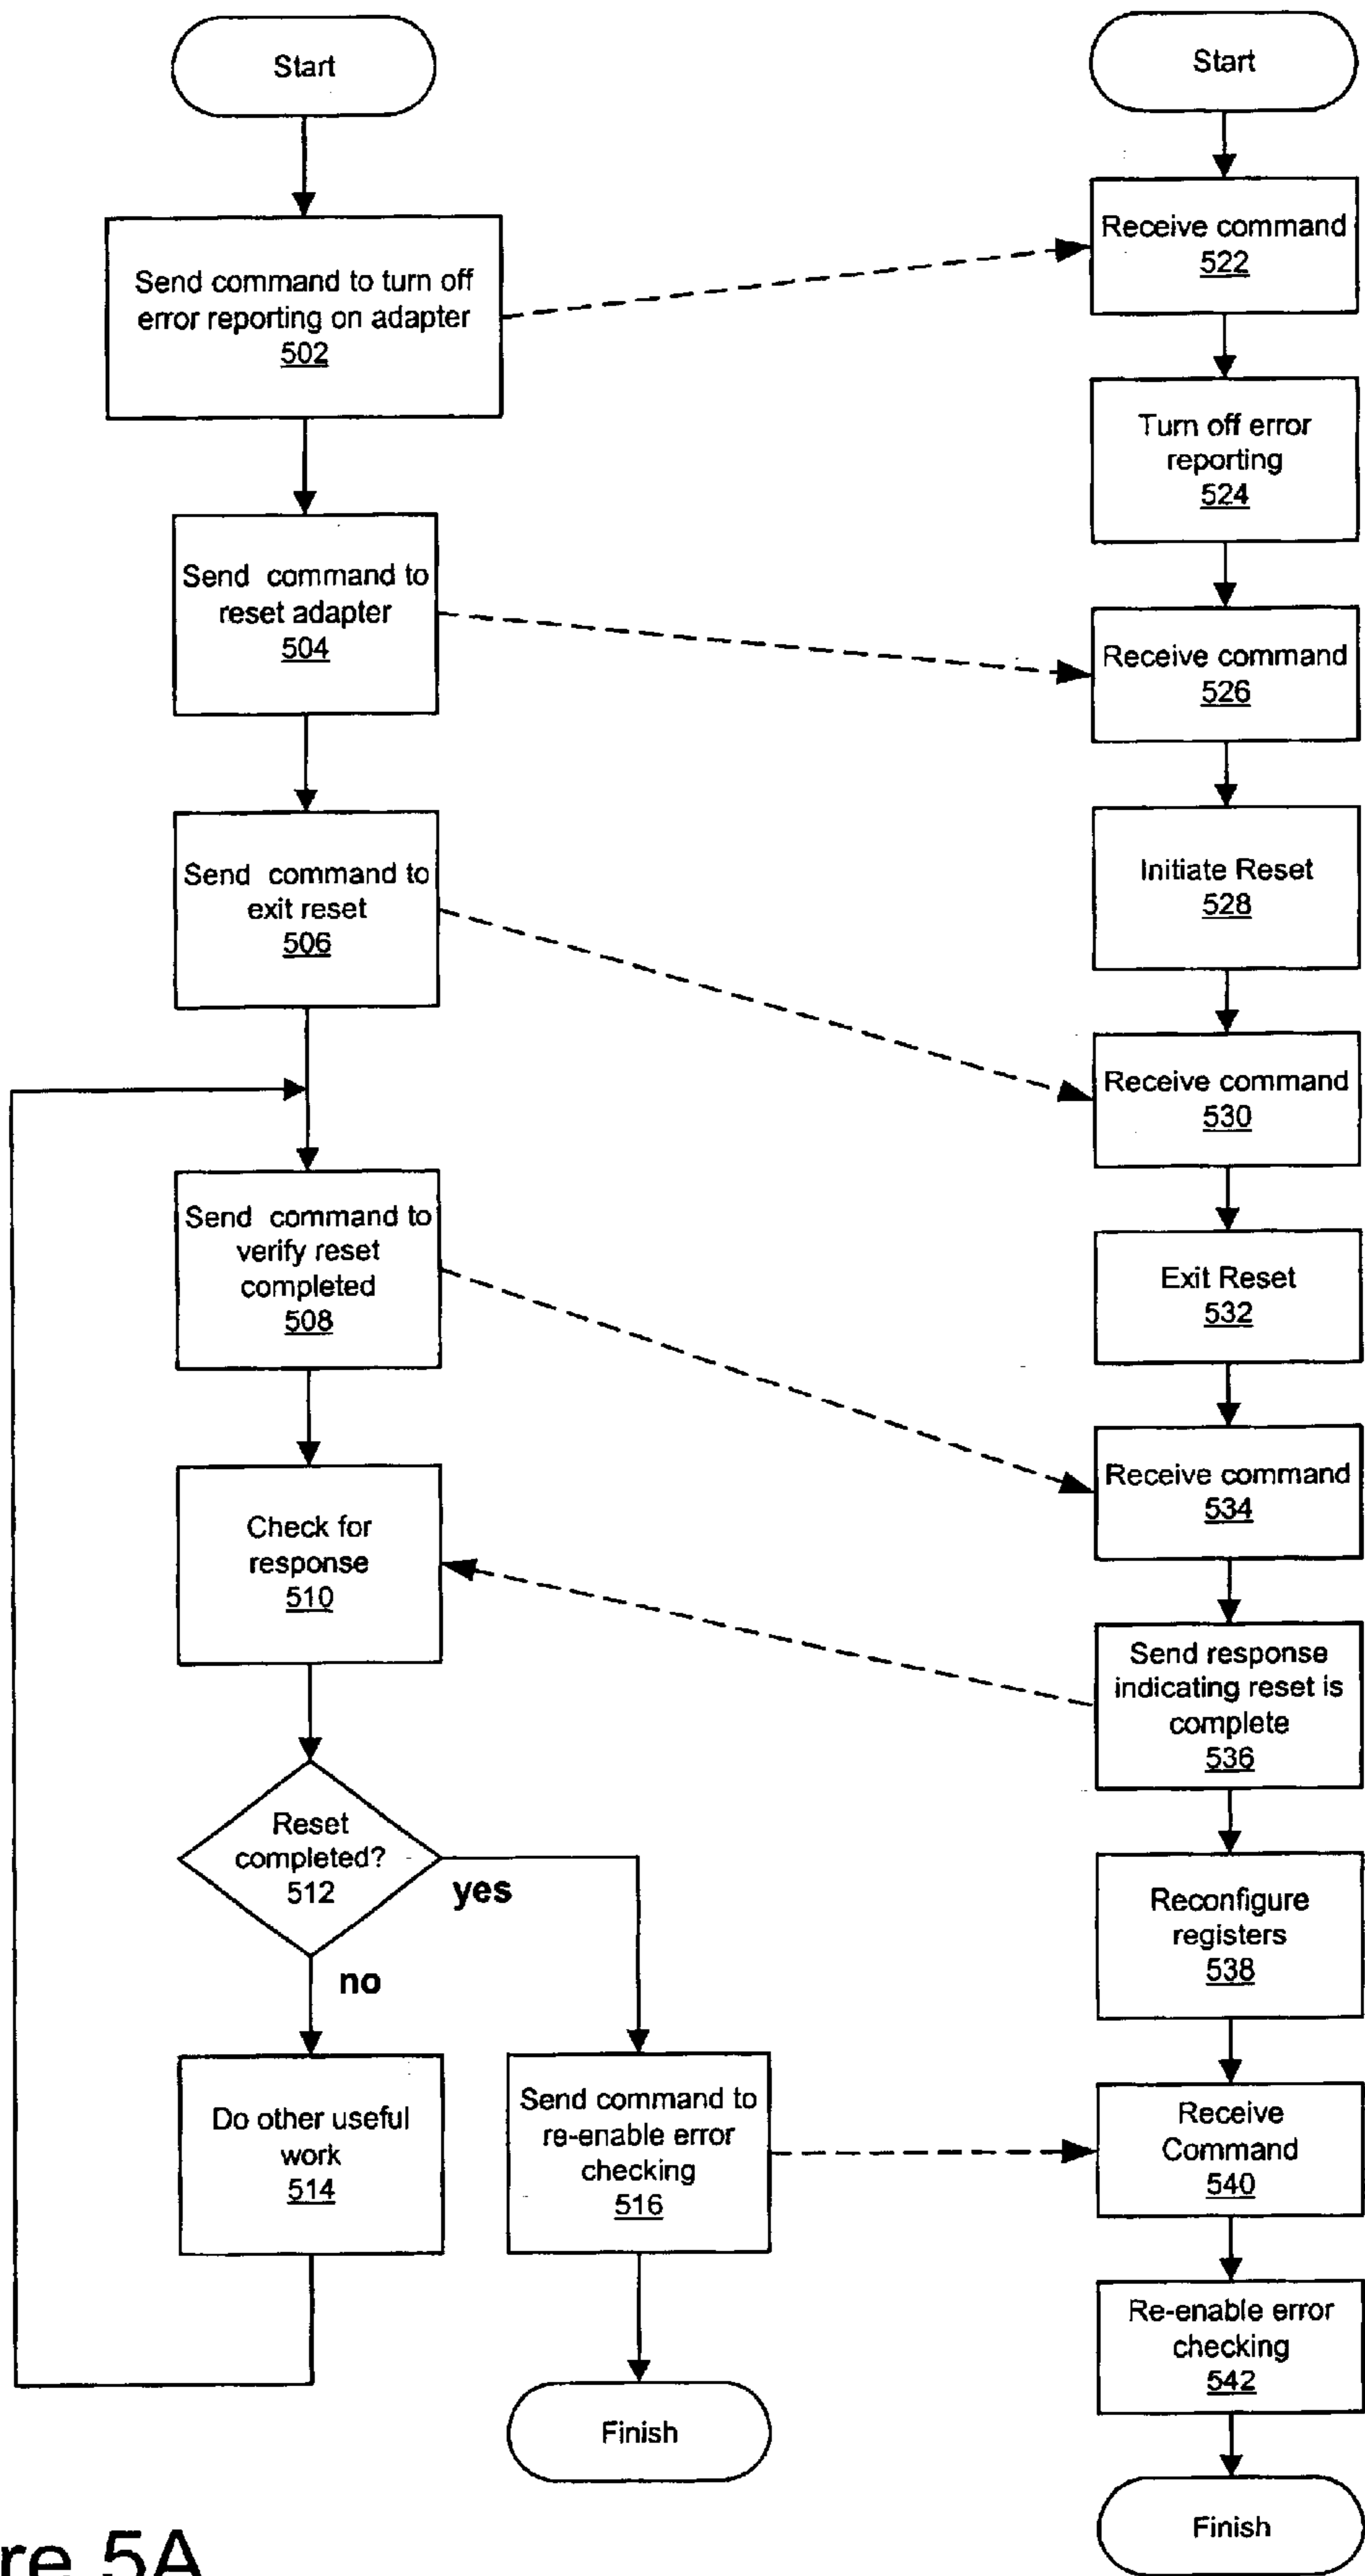 Start
Send command to turn off
error reporting on adapter
502
Send command to
reset adapter
504
Send command to
exit reset
506
Send command to
verify reset
completed
508
Check for
response
510
Reset
completed?
512
yes
no
Do other useful
work
514
Send command to
re-enable error
checking
516
Finish
Start
Receive command
522
Turn off error
reporting
524
Receive command
526
Initiate Reset
528
Receive command
530
Exit Reset
532
Receive command
534
Send response
indicating reset is
complete
536
Reconfigure
registers
538
Receive
Command
540
Re-enable error
checking
542
Finish
re 5A